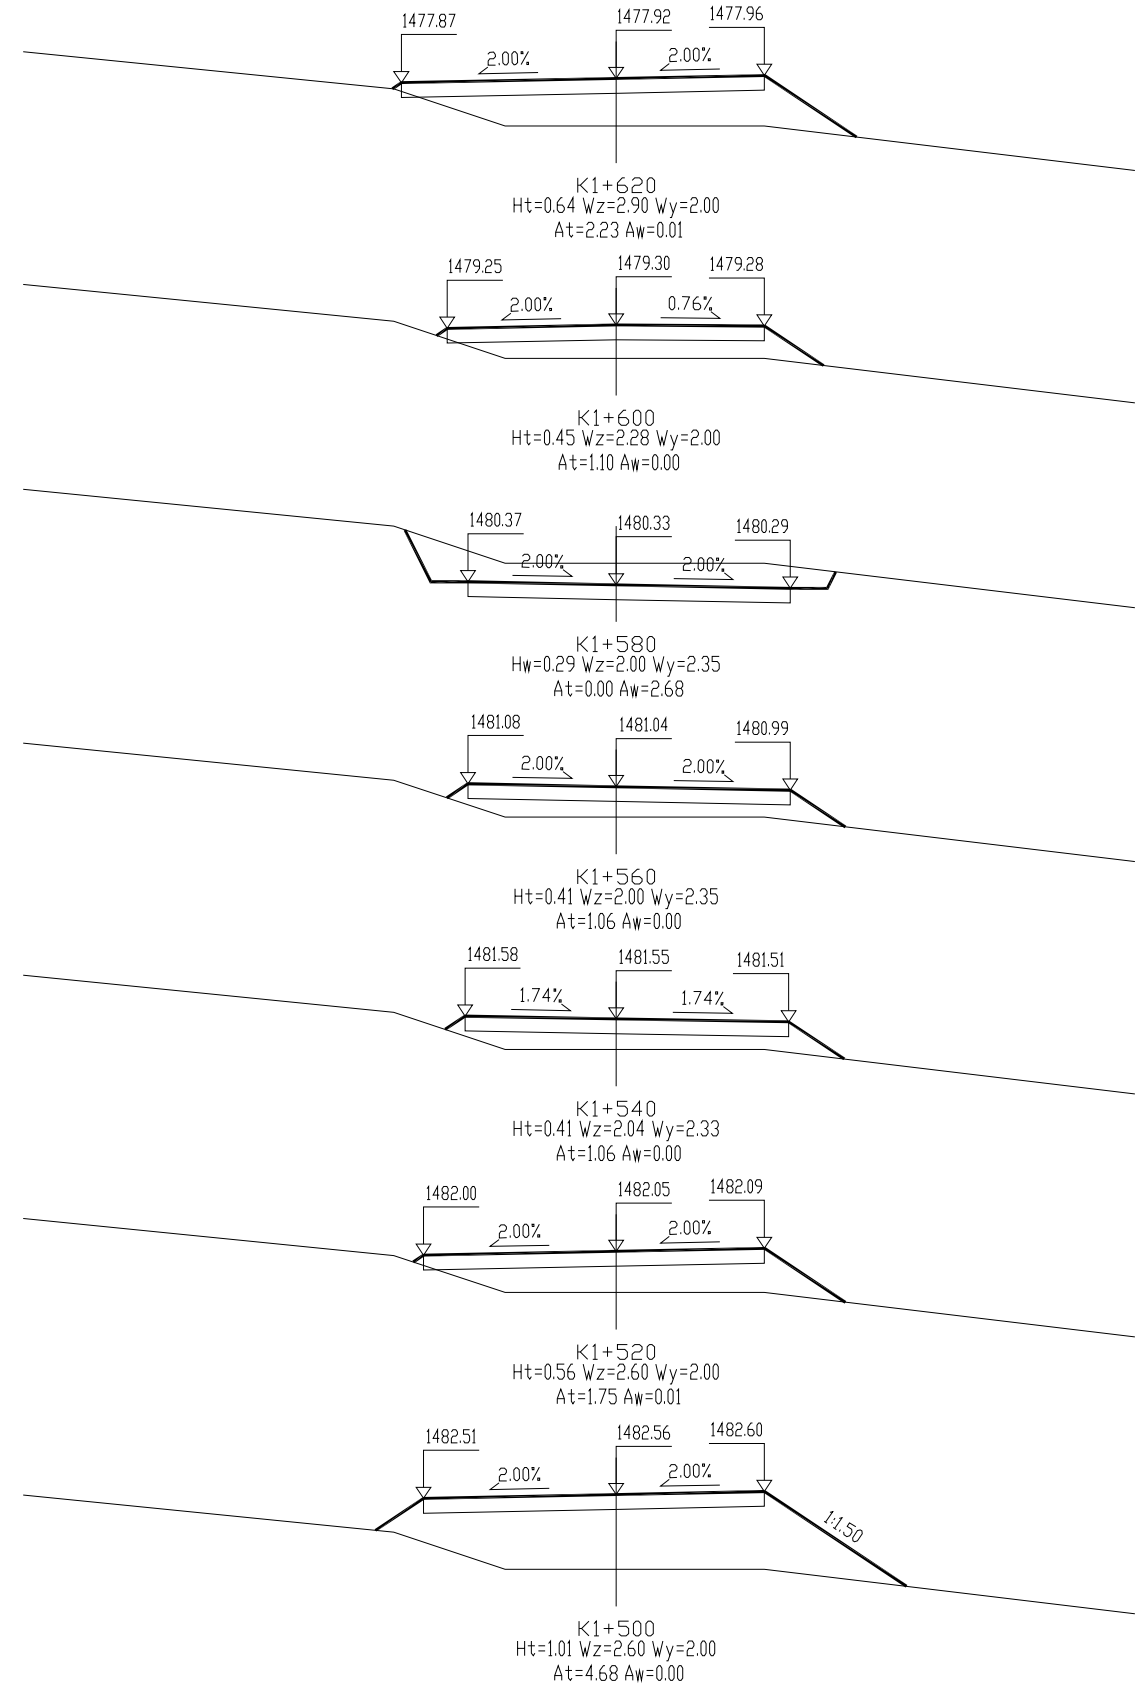 1477.87 1477.92 1477.96
2.00% 2.00%
K1+620
Ht=0.64 Wz=2.90 Wy=2.00
At=2.23 Aw=0.01
1479.25 1479.30 1479.28
2.00% 0.76%
K1+600
Ht=0.45 Wz=2.28 Wy=2.00
At=1.10 Aw=0.00
1480.37 1480.33 1480.29
2.00% 2.00%
K1+580
Hw=0.29 Wz=2.00 Wy=2.35
At=0.00 Aw=2.68
1481.08 1481.04 1480.99
2.00% 2.00%
K1+560
Ht=0.41 Wz=2.00 Wy=2.35
At=1.06 Aw=0.00
1481.58 1481.55 1481.51
1.74% 1.74%
K1+540
Ht=0.41 Wz=2.04 Wy=2.33
At=1.06 Aw=0.00
1482.00 1482.05 1482.09
2.00% 2.00%
K1+520
Ht=0.56 Wz=2.60 Wy=2.00
At=1.75 Aw=0.01
1482.51 1482.56 1482.60
2.00% 2.00%
1:1.50
K1+500
Ht=1.01 Wz=2.60 Wy=2.00
At=4.68 Aw=0.00